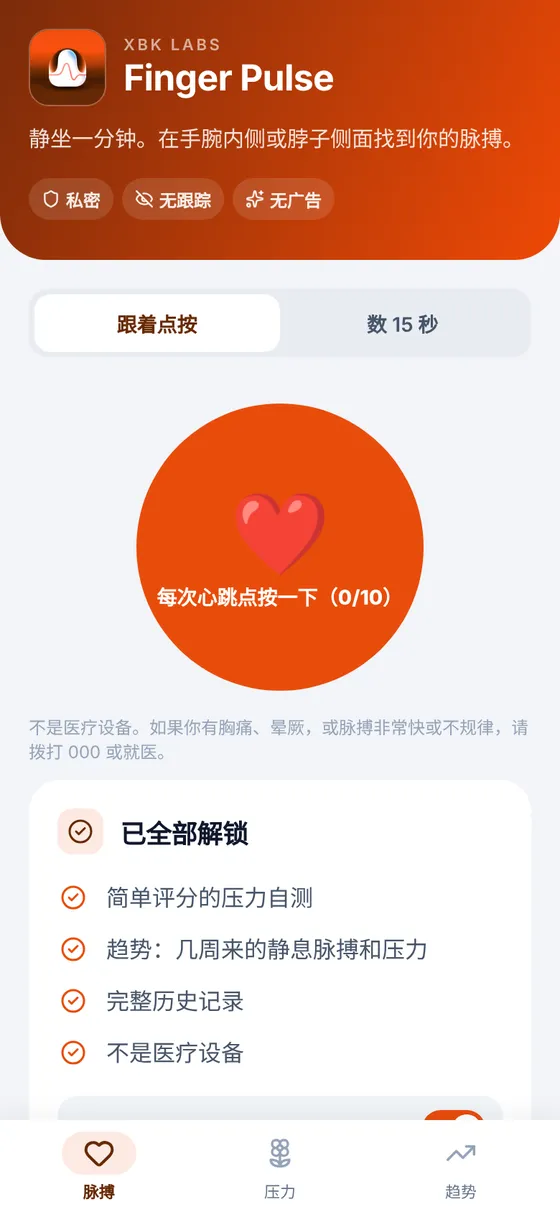 XBK LABS
Finger Pulse
静坐一分钟。在手腕内侧或脖子侧面找到你的脉搏。
私密
无跟踪
无广告
跟着点按
数 15 秒
每次心跳点按一下（0/10）
不是医疗设备。如果你有胸痛、晕厥，或脉搏非常快或不规律，请
拨打 000 或就医。
已全部解锁
简单评分的压力自测
趋势：几周来的静息脉搏和压力
完整历史记录
不是医疗设备
脉搏
压力
趋势